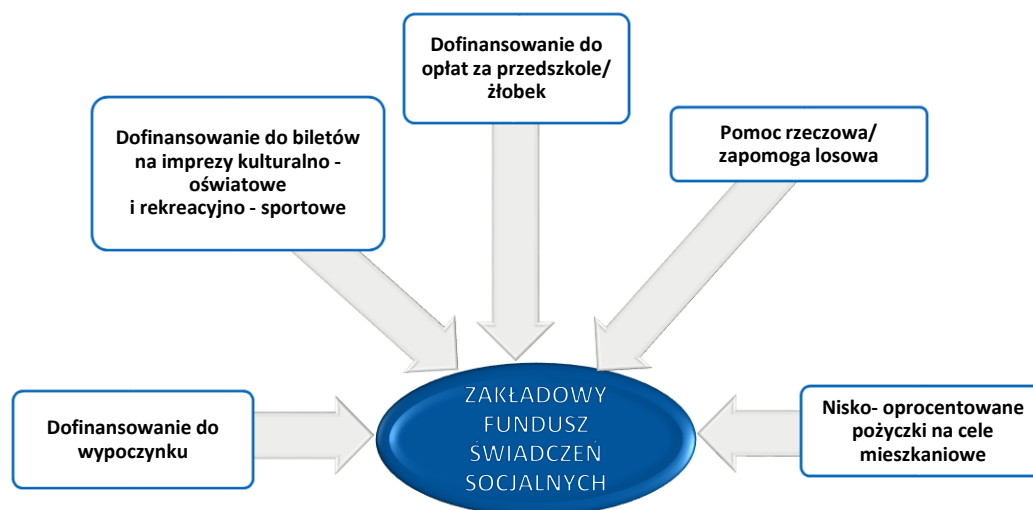 Dofinansowanie do
opłat za przedszkole/
żłobek
Dofinansowanie do biletów
na imprezy kulturalno -
oświatowe
i rekreacyjno - sportowe
Pomoc rzeczowa/
zapomoga losowa
Dofinansowanie do
wypoczynku
ZAKŁADOWY
FUNDUSZ
ŚWIADCZEŃ
SOCJALNYCH
Nisko- oprocentowane
pożyczki na cele
mieszkaniowe